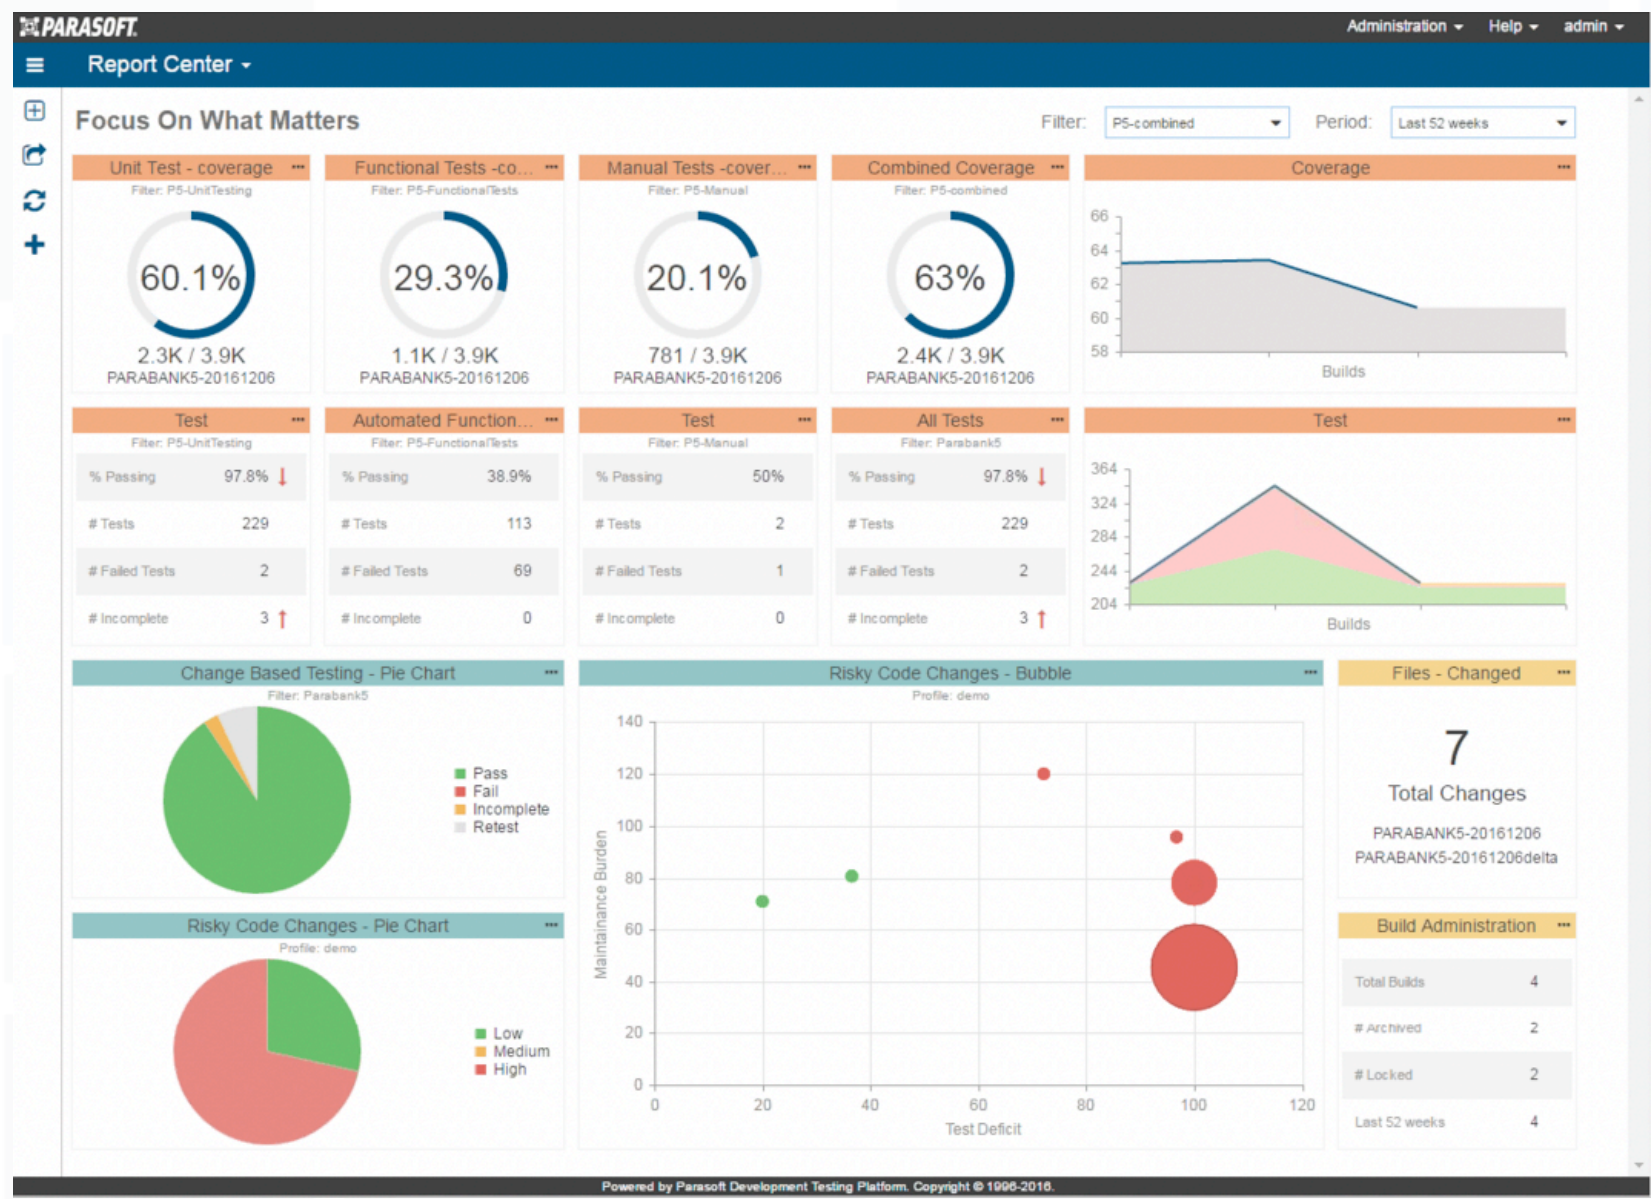 PARASOFT.
Administration Help admin
Report Center
Focus On What Matters
Filter: P5-combined Period: Last 52 weeks
Unit Test - coverage ...
Filter: P5-UnitTesting
60.1%
2.3K / 3.9K
PARABANK5-20161206
Functional Tests -co... ...
Filter: P5-FunctionalTests
29.3%
1.1K / 3.9K
PARABANK5-20161206
Manual Tests -cover... ...
Filter: P5-Manual
20.1%
781 / 3.9K
PARABANK5-20161206
Combined Coverage ...
Filter: P5-combined
63%
2.4K / 3.9K
PARABANK5-20161206
Coverage ...
66
64
62
60
58
Builds
Test ...
Filter: P5-UnitTesting
% Passing 97.8%
# Tests 229
# Failed Tests 2
# Incomplete 3
Automated Function... ...
Filter: P5-FunctionalTests
% Passing 38.9%
# Tests 113
# Failed Tests 69
# Incomplete 0
Test ...
Filter: P5-Manual
% Passing 50%
# Tests 2
# Failed Tests 1
# Incomplete 0
All Tests ...
Filter: Parabank5
% Passing 97.8%
# Tests 229
# Failed Tests 2
# Incomplete 3
Test ...
364
324
284
244
204
Builds
Change Based Testing - Pie Chart ...
Filter: Parabank5
Pass
Fail
Incomplete
Retest
Risky Code Changes - Pie Chart ...
Profile: demo
Low
Medium
High
Risky Code Changes - Bubble ...
Profile: demo
Maintainance Burden
140
120
100
80
60
40
20
0
0 20 40 60 80 100 120
Test Deficit
Files - Changed ...
7
Total Changes
PARABANK5-20161206
PARABANK5-20161206delta
Build Administration ...
Total Builds 4
# Archived 2
# Locked 2
Last 52 weeks 4
Powered by Parasoft Development Testing Platform. Copyright © 1996-2016.